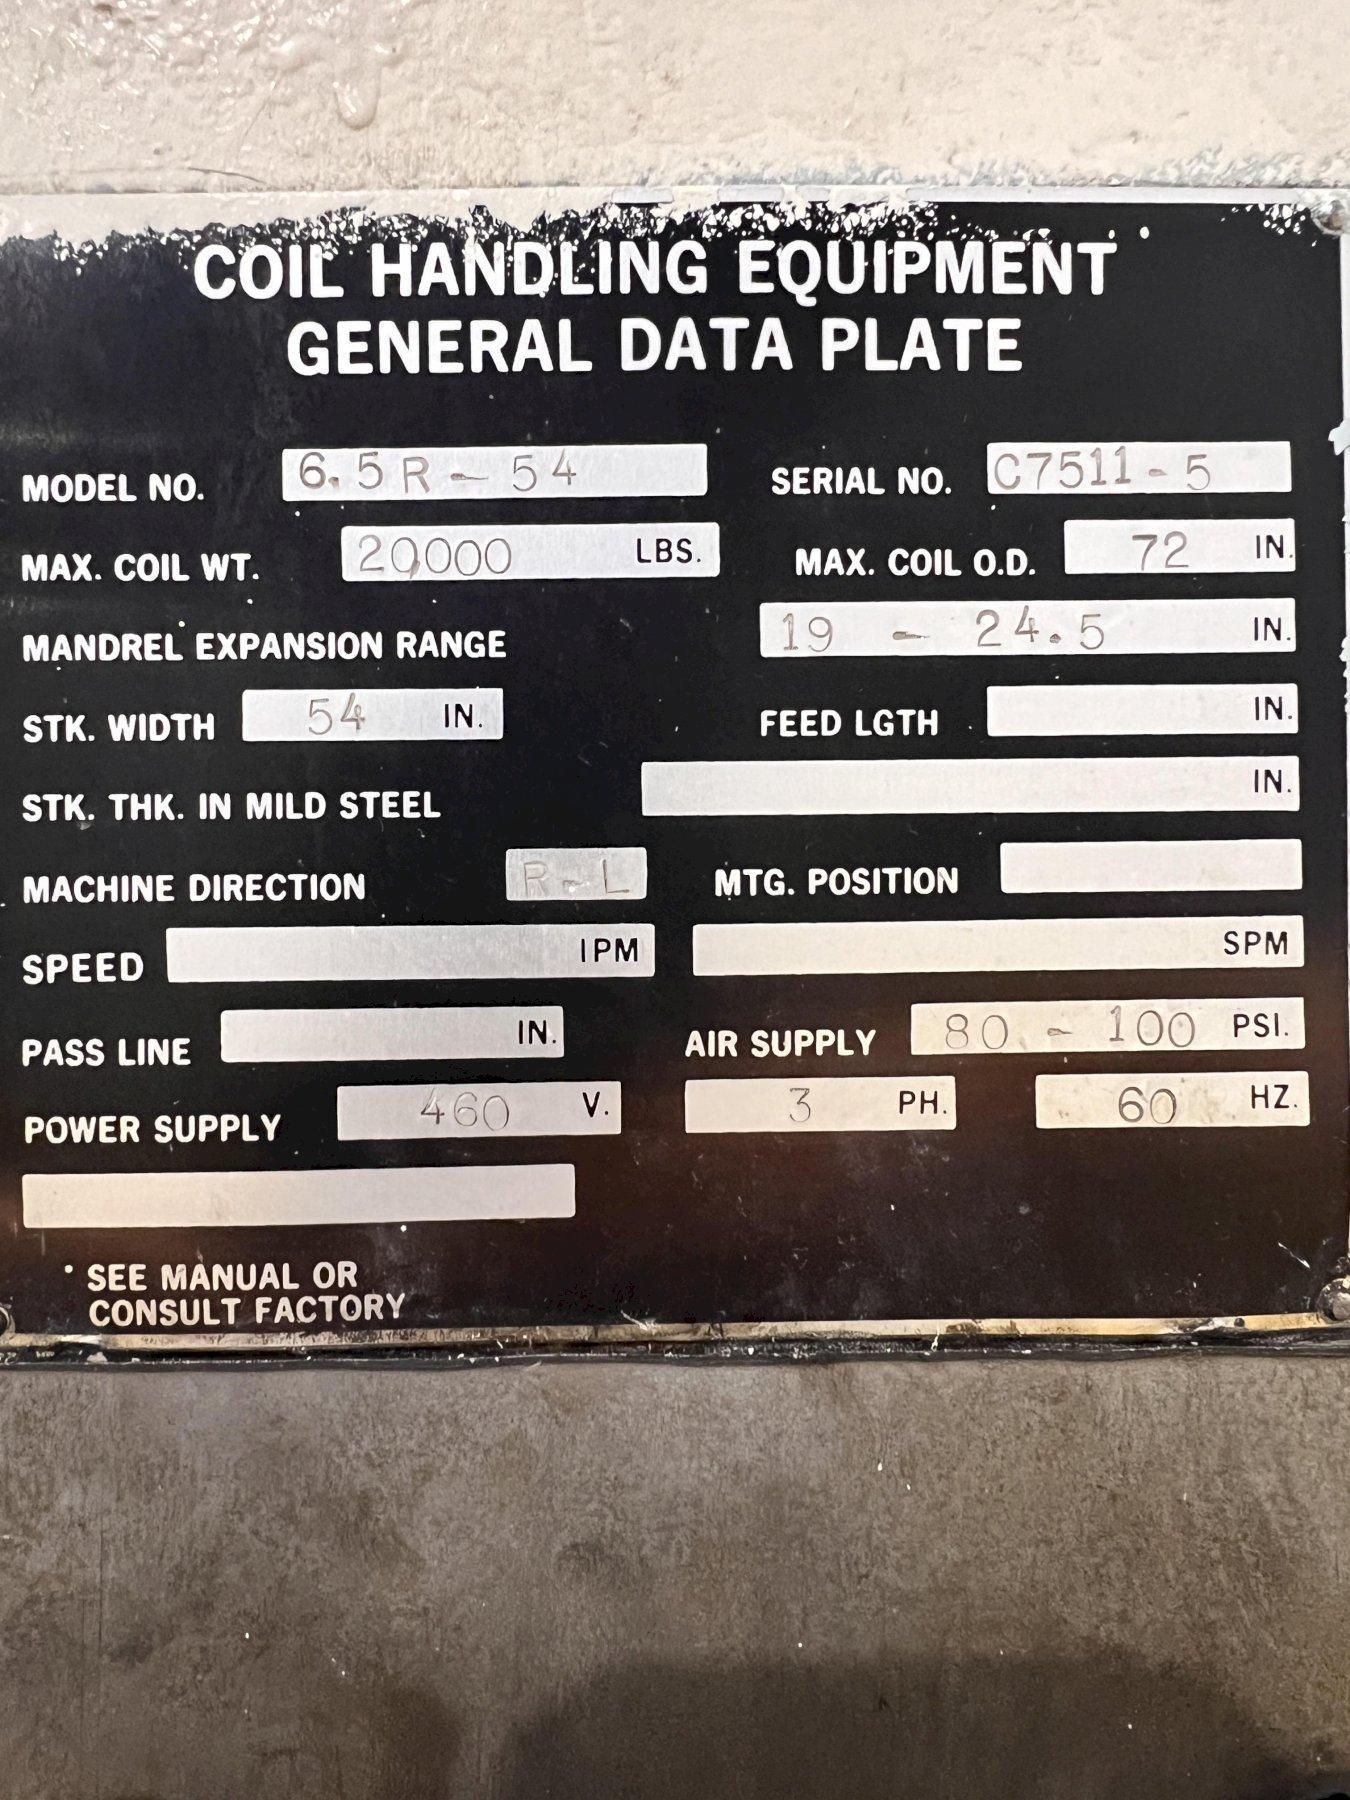 COIL HANDLING EQUIPMENT
GENERAL DATA PLATE
MODEL NO. 6.5R - 54 SERIAL NO. C7511-5
MAX. COIL WT. 20,000 LBS. MAX. COIL O.D. 72 IN.
MANDREL EXPANSION RANGE 19 - 24.5 IN.
STK. WIDTH 54 IN. FEED LGTH IN.
STK. THK. IN MILD STEEL IN.
MACHINE DIRECTION R-L MTG. POSITION
SPEED IPM SPM
PASS LINE IN. AIR SUPPLY 80 - 100 PSI.
POWER SUPPLY 460 V. 3 PH. 60 HZ.
SEE MANUAL OR
CONSULT FACTORY